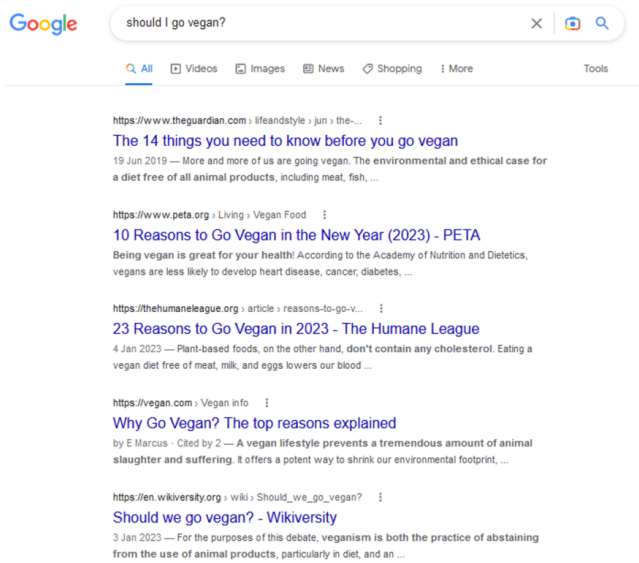 Google
should I go vegan?
All Videos Images News Shopping More Tools
https://www.theguardian.com › lifeandstyle › jun › the-...
The 14 things you need to know before you go vegan
19 Jun 2019 — More and more of us are going vegan. The environmental and ethical case for
a diet free of all animal products, including meat, fish, ...
https://www.peta.org › Living › Vegan Food
10 Reasons to Go Vegan in the New Year (2023) - PETA
Being vegan is great for your health! According to the Academy of Nutrition and Dietetics,
vegans are less likely to develop heart disease, cancer, diabetes, ...
https://thehumaneleague.org › article › reasons-to-go-v...
23 Reasons to Go Vegan in 2023 - The Humane League
4 Jan 2023 — Plant-based foods, on the other hand, don't contain any cholesterol. Eating a
vegan diet free of meat, milk, and eggs lowers our blood ...
https://vegan.com › Vegan info
Why Go Vegan? The top reasons explained
by E Marcus · Cited by 2 — A vegan lifestyle prevents a tremendous amount of animal
slaughter and suffering. It offers a potent way to shrink our environmental footprint, ...
https://en.wikiversity.org › wiki › Should_we_go_vegan?
Should we go vegan? - Wikiversity
3 Jan 2023 — For the purposes of this debate, veganism is both the practice of abstaining
from the use of animal products, particularly in diet, and an ...